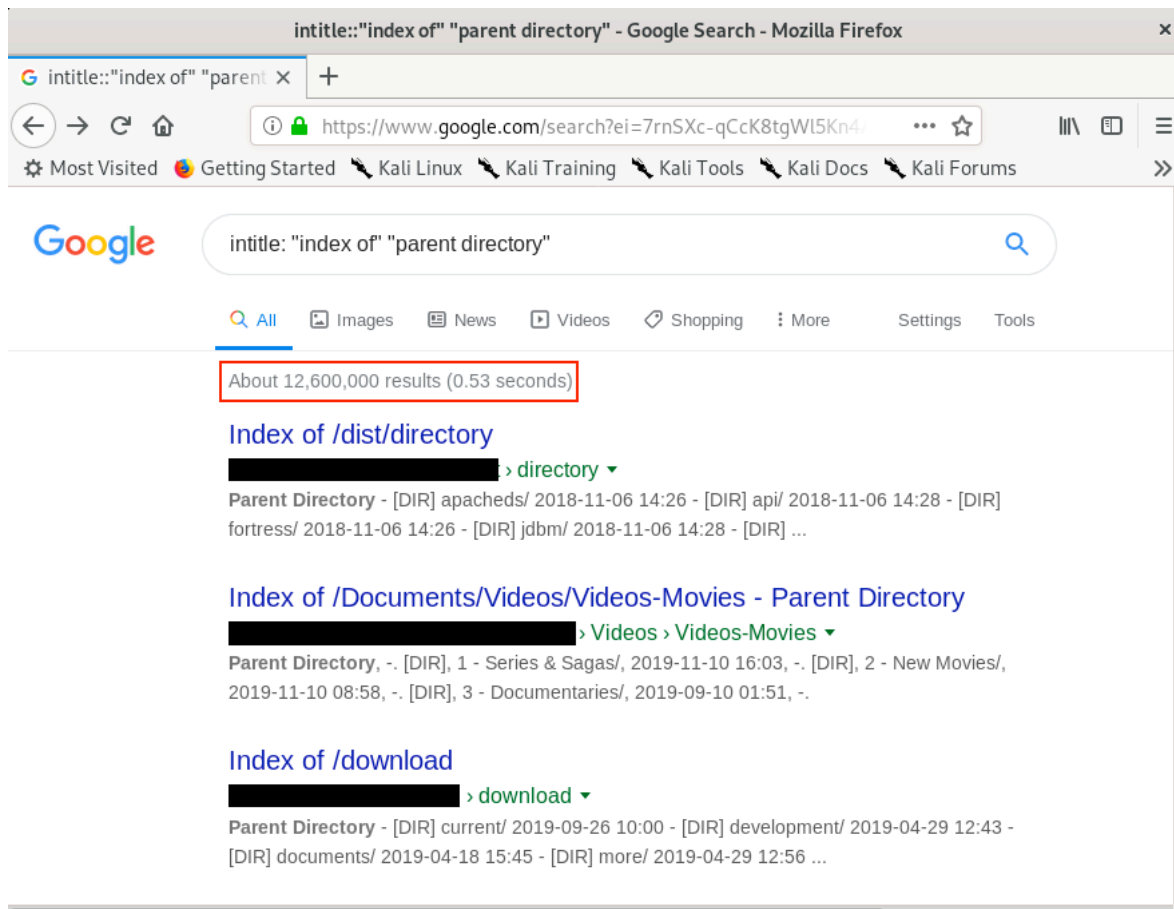 intitle::"index of" "parent directory" - Google Search - Mozilla Firefox
intitle::"index of" "parent
https://www.google.com/search?ei=7rnSXc-qCcK8tgWl5Kn4
Most Visited Getting Started Kali Linux Kali Training Kali Tools Kali Docs Kali Forums
Google
intitle: "index of" "parent directory"
All Images News Videos Shopping More Settings Tools
About 12,600,000 results (0.53 seconds)
Index of /dist/directory
› directory
Parent Directory - [DIR] apacheds/ 2018-11-06 14:26 - [DIR] api/ 2018-11-06 14:28 - [DIR]
fortress/ 2018-11-06 14:26 - [DIR] jdbm/ 2018-11-06 14:28 - [DIR] ...
Index of /Documents/Videos/Videos-Movies - Parent Directory
› Videos › Videos-Movies
Parent Directory, -. [DIR], 1 - Series & Sagas/, 2019-11-10 16:03, -. [DIR], 2 - New Movies/,
2019-11-10 08:58, -. [DIR], 3 - Documentaries/, 2019-09-10 01:51, -.
Index of /download
› download
Parent Directory - [DIR] current/ 2019-09-26 10:00 - [DIR] development/ 2019-04-29 12:43 -
[DIR] documents/ 2019-04-18 15:45 - [DIR] more/ 2019-04-29 12:56 ...